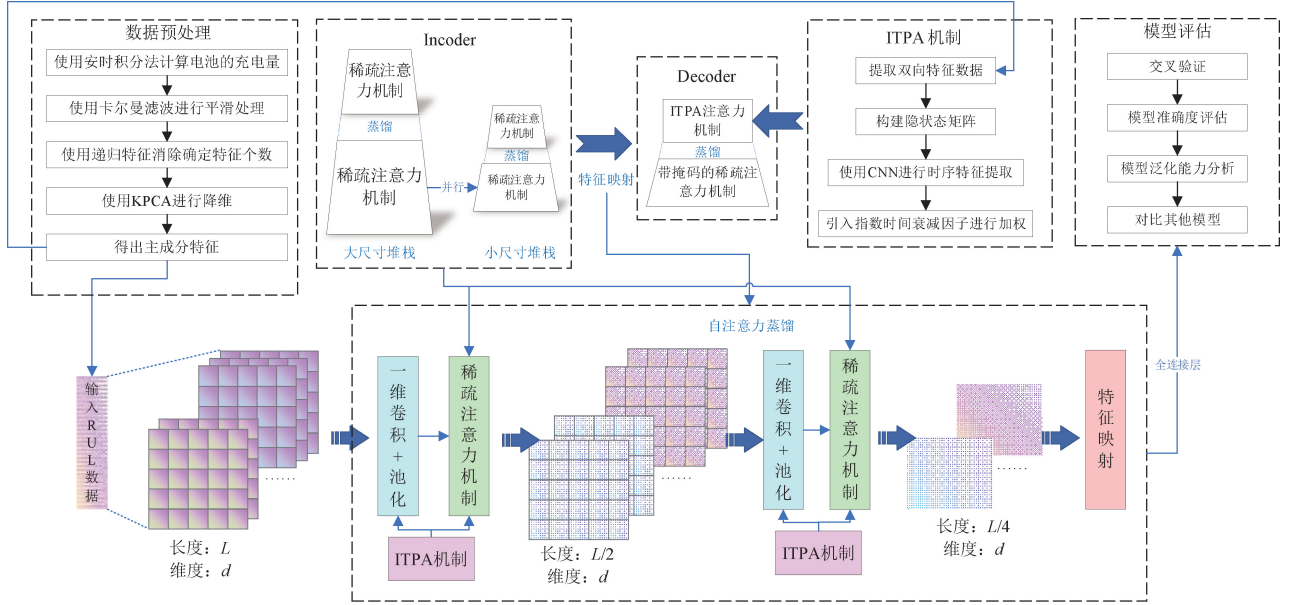 数据预处理
使用安时积分法计算电池的充电量
使用卡尔曼滤波进行平滑处理
使用递归特征消除确定特征个数
使用KPCA进行降维
得出主成分特征
Incoder
稀疏注意
力机制
蒸馏
稀疏注意力
机制
并行
稀疏注意
力机制
蒸馏
稀疏注意力
机制
大尺寸堆栈
小尺寸堆栈
特征映射
Decoder
ITPA注意力
机制
蒸馏
带掩码的稀疏
注意力机制
ITPA机制
提取双向特征数据
构建隐状态矩阵
使用CNN进行时序特征提取
引入指数时间衰减因子进行加权
模型评估
交叉验证
模型准确度评估
模型泛化能力分析
对比其他模型
自注意力蒸馏
输入RUL数据
......
长度：L
维度：d
一维卷积+池化
稀疏注意力机制
ITPA机制
......
长度：L/2
维度：d
一维卷积+池化
稀疏注意力机制
ITPA机制
......
长度：L/4
维度：d
特征映射
全连接层